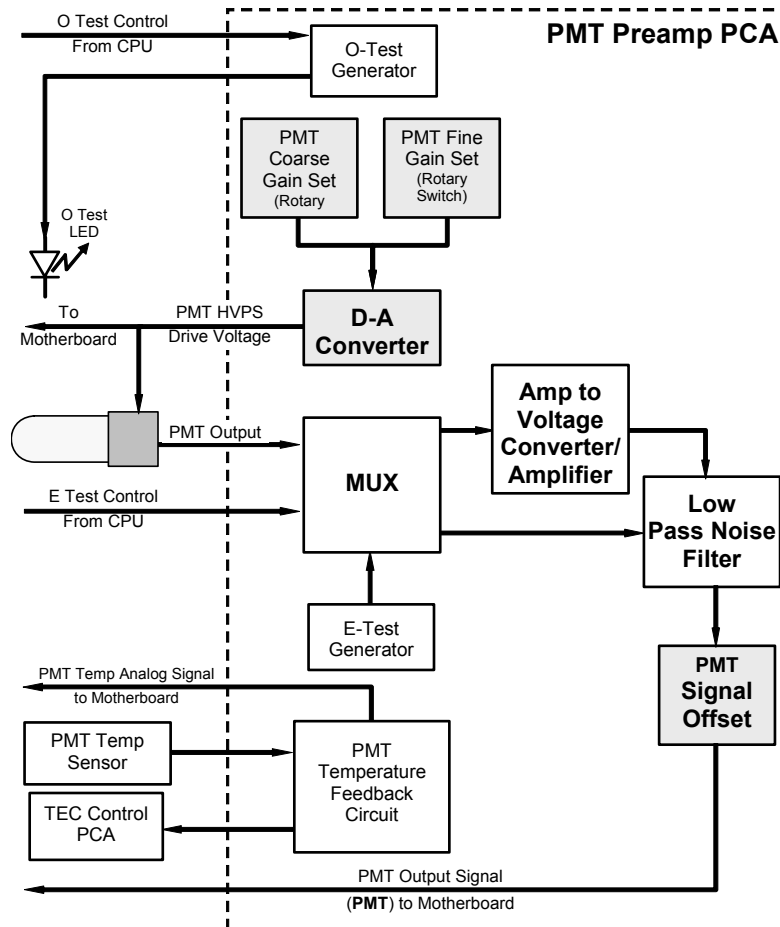 O Test Control
From CPU
PMT Preamp PCA
O-Test
Generator
PMT
Coarse
Gain Set
(Rotary
PMT Fine
Gain Set
(Rotary
Switch)
O Test
LED
To
Motherboard
PMT HVPS
Drive Voltage
D-A
Converter
Amp to
Voltage
Converter/
Amplifier
PMT Output
MUX
E Test Control
From CPU
Low
Pass Noise
Filter
E-Test
Generator
PMT Temp Analog Signal
to Motherboard
PMT
Signal
Offset
PMT Temp
Sensor
PMT
Temperature
Feedback
Circuit
TEC Control
PCA
PMT Output Signal
(PMT) to Motherboard